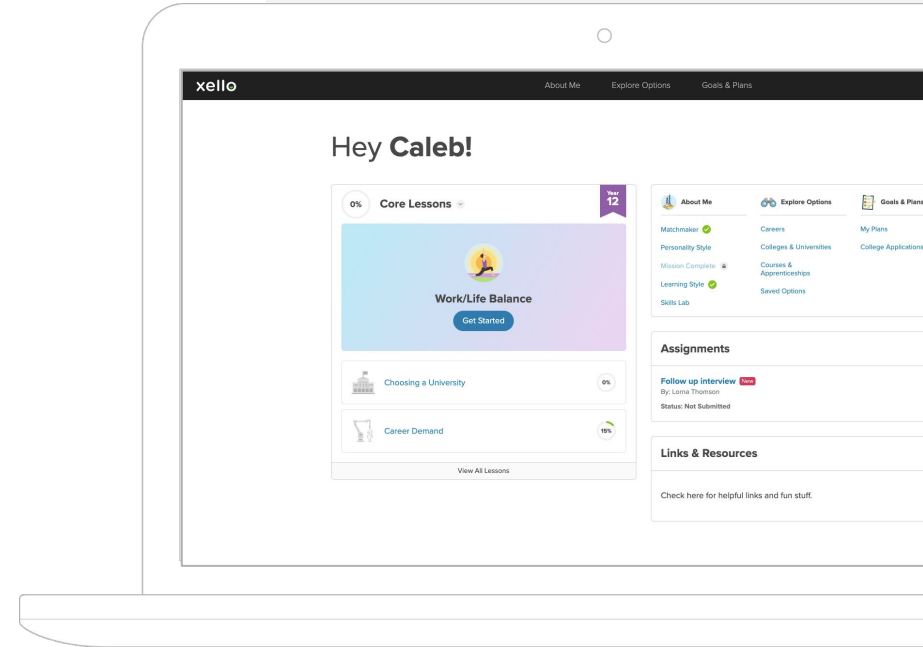 xello
About Me Explore Options Goals & Plans
Hey Caleb!
0% Core Lessons
Year
12
Work/Life Balance
Get Started
Choosing a University 0%
Career Demand 15%
View All Lessons
About Me Explore Options Goals & Plans
Matchmaker Careers My Plans
Personality Style Colleges & Universities College Applications
Mission Complete Courses &
Apprenticeships
Learning Style
Saved Options
Skills Lab
Assignments
Follow up interview New
By: Lorna Thomson
Status: Not Submitted
Links & Resources
Check here for helpful links and fun stuff.